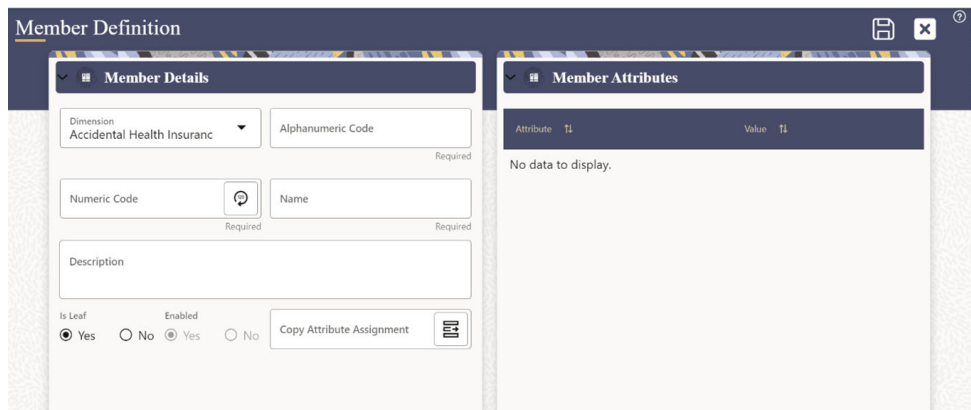 Member Definition
?
Member Details
Dimension
Accidental Health Insuranc
Alphanumeric Code
Required
Numeric Code
Name
Required
Required
Description
Is Leaf
Enabled
Yes
No
Yes
No
Copy Attribute Assignment
Member Attributes
Attribute
Value
No data to display.